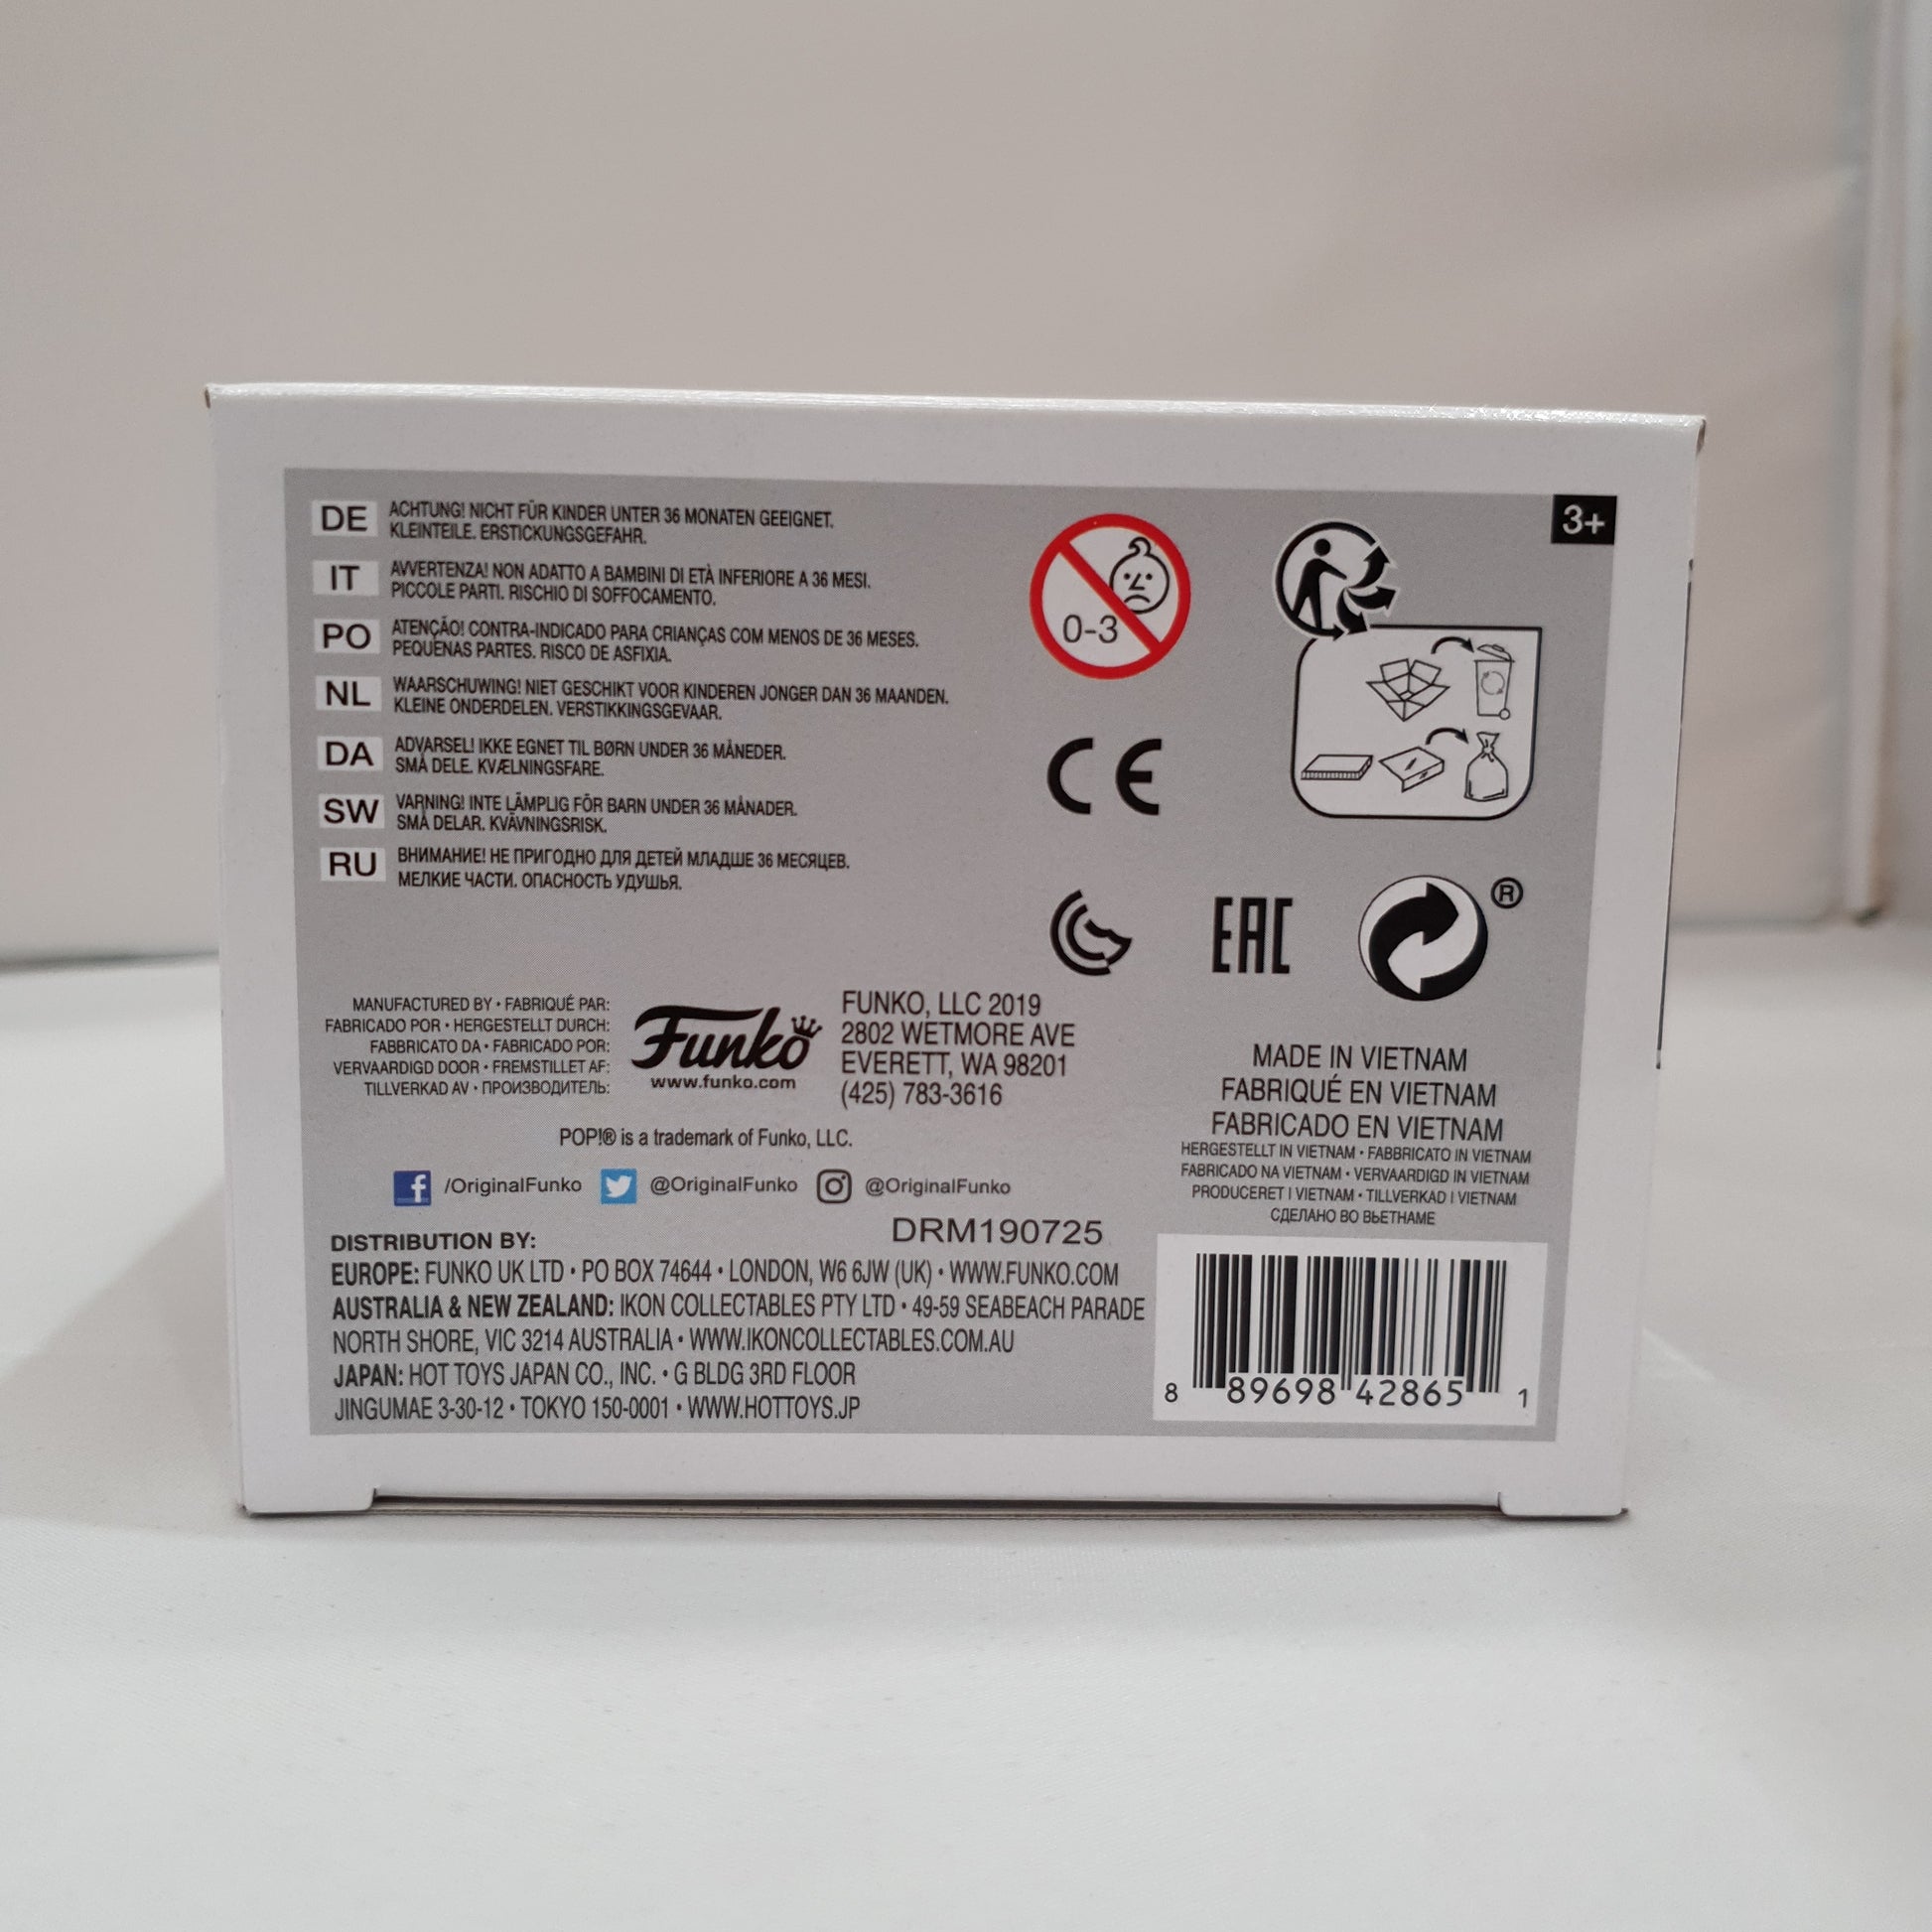 DE ACHTUNG! NICHT FÜR KINDER UNTER 36 MONATEN GEEIGNET.
KLEINTEILE. ERSTICKUNGSGEFAHR.
IT AVVERTENZA! NON ADATTO A BAMBINI DI ETÀ INFERIORE A 36 MESI.
PICCOLE PARTI. RISCHIO DI SOFFOCAMENTO.
PO ATENÇÃO! CONTRA-INDICADO PARA CRIANÇAS COM MENOS DE 36 MESES.
PEQUENAS PARTES. RISCO DE ASFIXIA.
NL WAARSCHUWING! NIET GESCHIKT VOOR KINDEREN JONGER DAN 36 MAANDEN.
KLEINE ONDERDELEN. VERSTIKKINGSGEVAAR.
DA ADVARSEL! IKKE EGNET TIL BØRN UNDER 36 MÅNEDER.
SMÅ DELE. KVÆLNINGSFARE.
SW VARNING! INTE LÄMPLIG FÖR BARN UNDER 36 MÅNADER.
SMÅ DELAR. KVÄVNINGSRISK.
RU ВНИМАНИЕ! НЕ ПРИГОДНО ДЛЯ ДЕТЕЙ МЛАДШЕ 36 МЕСЯЦЕВ.
МЕЛКИЕ ЧАСТИ. ОПАСНОСТЬ УДУШЬЯ.
0-3
3+
CE
EAC
®
MANUFACTURED BY • FABRIQUÉ PAR:
FABRICADO POR • HERGESTELLT DURCH:
FABBRICATO DA • FABRICADO POR:
VERVAARDIGD DOOR • FREMSTILLET AF:
TILLVERKAD AV • ПРОИЗВОДИТЕЛЬ:
Funko
www.funko.com
FUNKO, LLC 2019
2802 WETMORE AVE
EVERETT, WA 98201
(425) 783-3616
POP!® is a trademark of Funko, LLC.
f /OriginalFunko @OriginalFunko @OriginalFunko
DRM190725
DISTRIBUTION BY:
EUROPE: FUNKO UK LTD • PO BOX 74644 • LONDON, W6 6JW (UK) • WWW.FUNKO.COM
AUSTRALIA & NEW ZEALAND: IKON COLLECTABLES PTY LTD • 49-59 SEABEACH PARADE
NORTH SHORE, VIC 3214 AUSTRALIA • WWW.IKONCOLLECTABLES.COM.AU
JAPAN: HOT TOYS JAPAN CO., INC. • G BLDG 3RD FLOOR
JINGUMAE 3-30-12 • TOKYO 150-0001 • WWW.HOTTOYS.JP
MADE IN VIETNAM
FABRIQUÉ EN VIETNAM
FABRICADO EN VIETNAM
HERGESTELLT IN VIETNAM • FABBRICATO IN VIETNAM
FABRICADO NA VIETNAM • VERVAARDIGD IN VIETNAM
PRODUCERET I VIETNAM • TILLVERKAD I VIETNAM
СДЕЛАНО ВО ВЬЕТНАМЕ
8 89698 42865 1